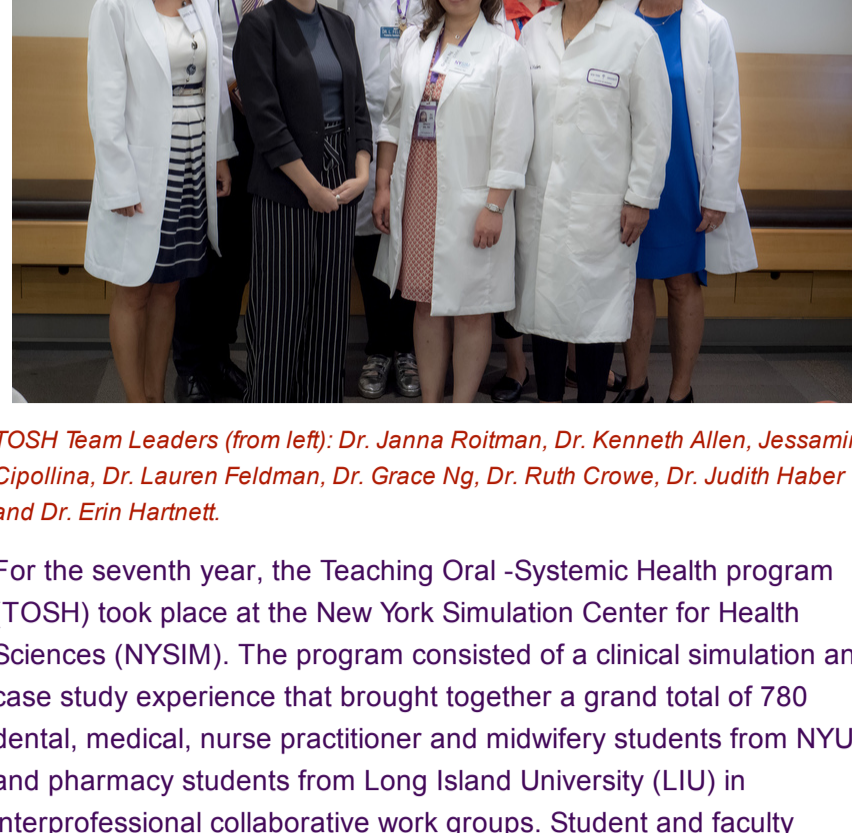 TOSH Team Leaders (from left): Dr. Janna Roitman, Dr. Kenneth Allen, Jessamin
Cipollina, Dr. Lauren Feldman, Dr. Grace Ng, Dr. Ruth Crowe, Dr. Judith Haber
and Dr. Erin Hartnett.
For the seventh year, the Teaching Oral -Systemic Health program
(TOSH) took place at the New York Simulation Center for Health
Sciences (NYSIM). The program consisted of a clinical simulation an
case study experience that brought together a grand total of 780
dental, medical, nurse practitioner and midwifery students from NYU
and pharmacy students from Long Island University (LIU) in
interprofessional collaborative work groups. Student and faculty